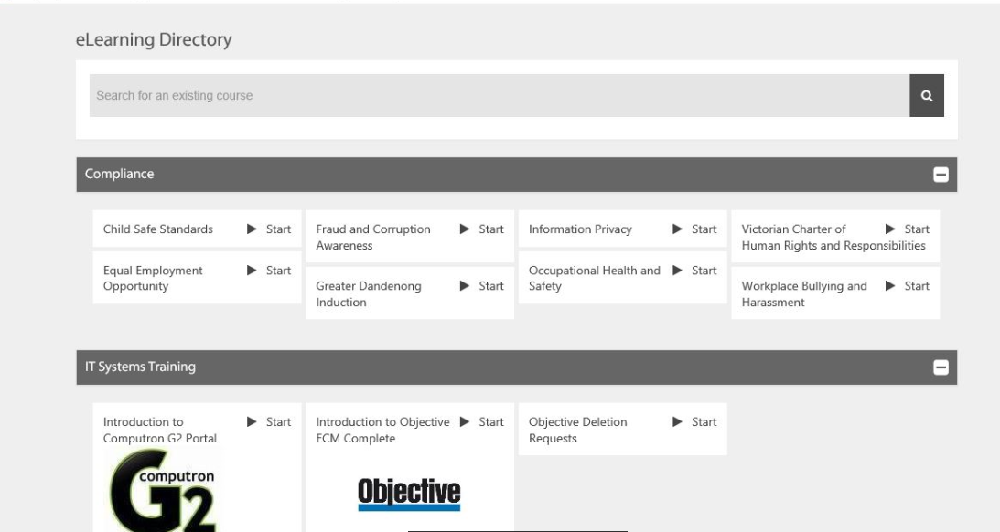 eLearning Directory
Search for an existing course
Compliance
Child Safe Standards Start
Equal Employment Start
Opportunity
Fraud and Corruption Start
Awareness
Greater Dandenong Start
Induction
Information Privacy Start
Occupational Health and Start
Safety
Victorian Charter of Start
Human Rights and Responsibilities
Workplace Bullying and Start
Harassment
IT Systems Training
Introduction to Start
Computron G2 Portal
computron
G2
Introduction to Objective Start
ECM Complete
Objective
Objective Deletion Start
Requests